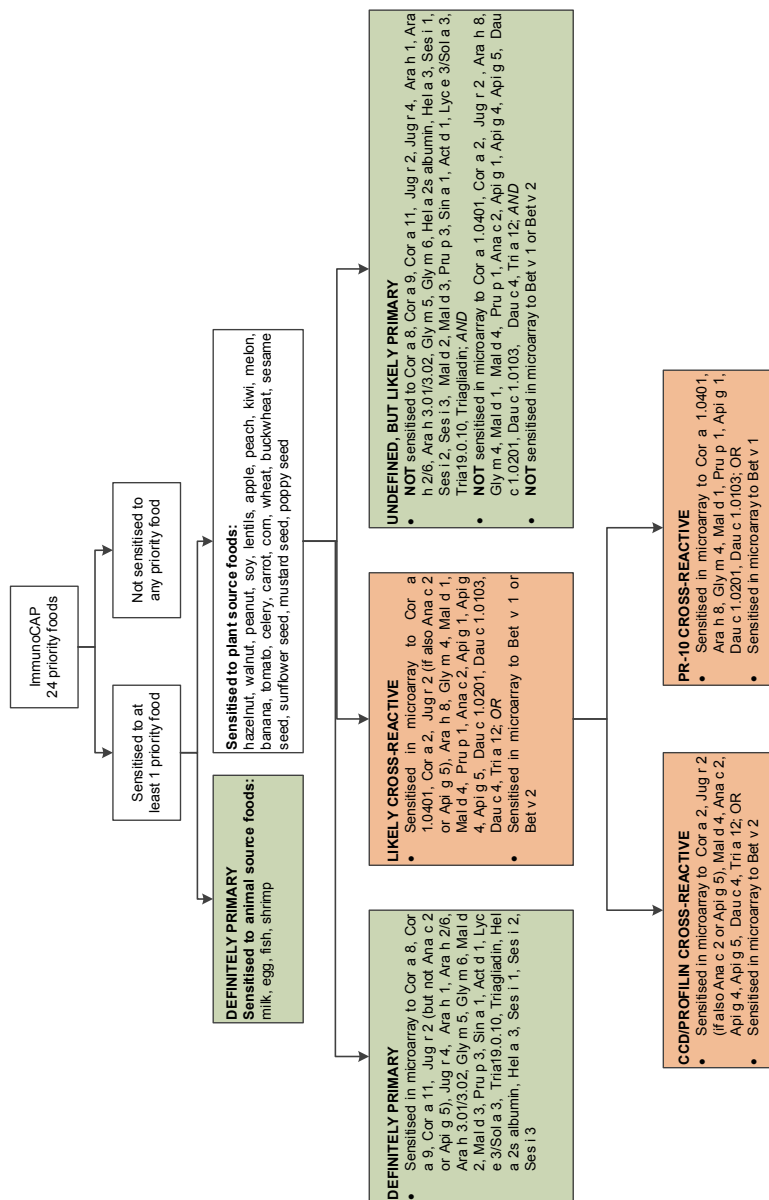 ImmunoCAP
24 priority foods
Sensitised to at
least 1 priority food
Not sensitised to
any priority food
DEFINITELY PRIMARY
Sensitised to animal source foods:
milk, egg, fish, shrimp
Sensitised to plant source foods:
hazelnut, walnut, peanut, soy, lentils, apple, peach, kiwi, melon,
banana, tomato, celery, carrot, corn, wheat, buckwheat, sesame
seed, sunflower seed, mustard seed, poppy seed
DEFINITELY PRIMARY
• Sensitised in microarray to Cor a 8, Cor
a 9, Cor a 11, Jug r 2 (but not Ana c 2
or Api g 5), Jug r 4, Ara h 1, Ara h 2/6,
Ara h 3.01/3.02, Gly m 5, Gly m 6, Mal d
2, Mal d 3, Pru p 3, Sin a 1, Act d 1, Lyc
e 3/Sol a 3, Tria19.0.10, Triagliadin, Hel
a 2s albumin, Hel a 3, Ses i 1, Ses i 2,
Ses i 3
LIKELY CROSS-REACTIVE
• Sensitised in microarray to Cor a
1.0401, Cor a 2, Jug r 2 (if also Ana c 2
or Api g 5), Ara h 8, Gly m 4, Mal d 1,
Mal d 4, Pru p 1, Ana c 2, Api g 1, Api g
4, Api g 5, Dau c 1.0201, Dau c 1.0103,
Dau c 4, Tri a 12; OR
• Sensitised in microarray to Bet v 1 or
Bet v 2
UNDEFINED, BUT LIKELY PRIMARY
• NOT sensitised to Cor a 8, Cor a 9, Cor a 11, Jug r 2, Jug r 4, Ara h 1, Ara
h 2/6, Ara h 3.01/3.02, Gly m 5, Gly m 6, Hel a 2s albumin, Hel a 3, Ses i 1,
Ses i 2, Ses i 3, Mal d 2, Mal d 3, Pru p 3, Sin a 1, Act d 1, Lyc e 3/Sol a 3,
Tria19.0.10, Triagliadin; AND
• NOT sensitised in microarray to Cor a 1.0401, Cor a 2, Jug r 2 , Ara h 8,
Gly m 4, Mal d 1, Mal d 4, Pru p 1, Ana c 2, Api g 1, Api g 4, Api g 5, Dau
c 1.0201, Dau c 1.0103, Dau c 4, Tri a 12; AND
• NOT sensitised in microarray to Bet v 1 or Bet v 2
CCD/PROFILIN CROSS-REACTIVE
• Sensitised in microarray to Cor a 2, Jug r 2
(if also Ana c 2 or Api g 5), Mal d 4, Ana c 2,
Api g 4, Api g 5, Dau c 4, Tri a 12; OR
• Sensitised in microarray to Bet v 2
PR-10 CROSS-REACTIVE
• Sensitised in microarray to Cor a 1.0401,
Ara h 8, Gly m 4, Mal d 1, Pru p 1, Api g 1,
Dau c 1.0201, Dau c 1.0103; OR
• Sensitised in microarray to Bet v 1